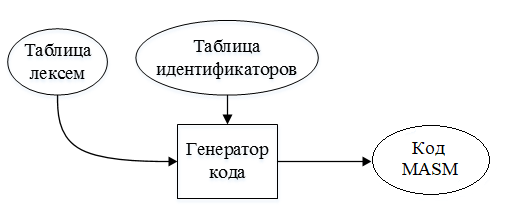 Таблица
лексем
Таблица
идентификаторов
Генератор
кода
Код
MASM